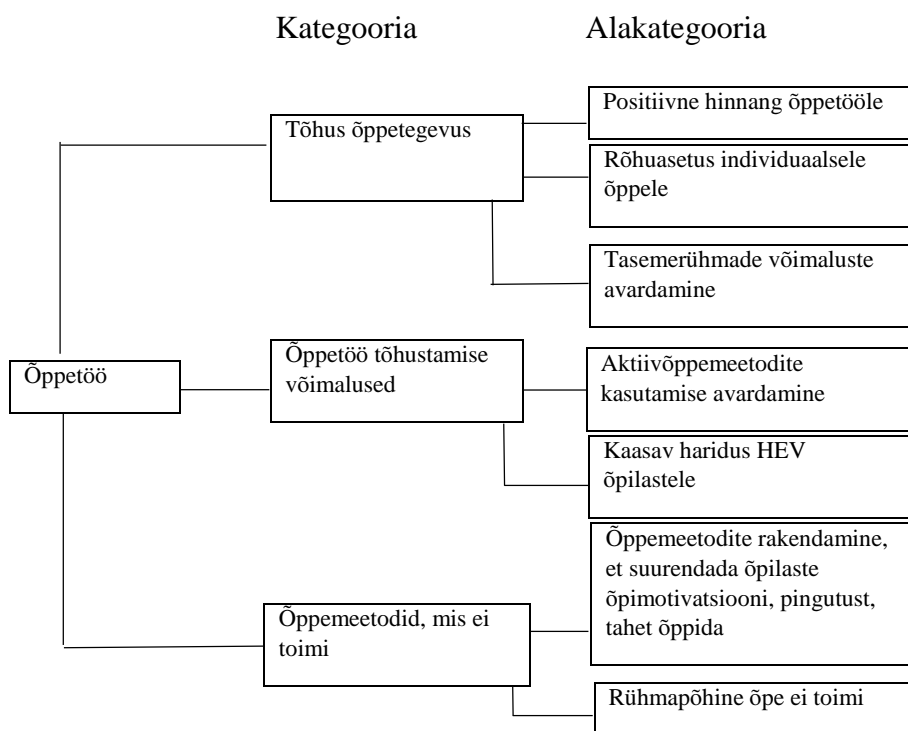 Kategooria
Alakategooria
Positiivne hinnang õppetööle
Tõhus õppetegevus
Rõhuasetus individuaalsele
õppele
Tasemerühmade võimaluste
avardamine
Õppetöö
Õppetöö tõhustamise
võimalused
Aktiivõppemeetodite
kasutamise avardamine
Kaasav haridus HEV
õpilastele
Õppemeetodid, mis ei
toimi
Õppemeetodite rakendamine,
et suurendada õpilaste
õpimotivatsiooni, pingutust,
tahet õppida
Rühmapõhine õpe ei toimi